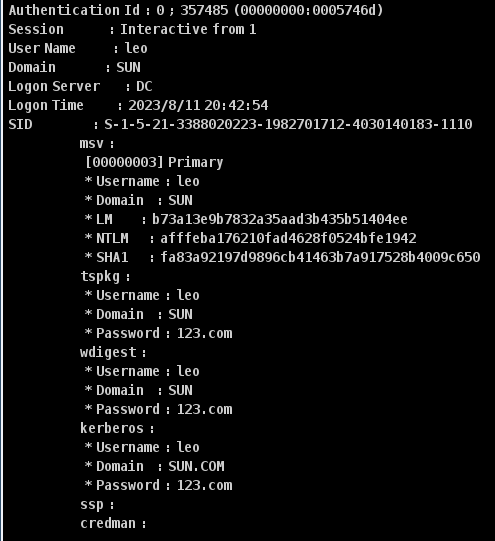 Authentication Id : 0 ; 357485 (00000000:0005746d)
Session : Interactive from 1
User Name : leo
Domain : SUN
Logon Server : DC
Logon Time : 2023/8/11 20:42:54
SID : S-1-5-21-3388020223-1982701712-4030140183-1110
msv :
[00000003] Primary
* Username : leo
* Domain : SUN
* LM : b73a13e9b7832a35aad3b435b51404ee
* NTLM : afffeba176210fad4628f0524bfe1942
* SHA1 : fa83a92197d9896cb41463b7a917528b4009c650
tspkg :
* Username : leo
* Domain : SUN
* Password : 123.com
wdigest :
* Username : leo
* Domain : SUN
* Password : 123.com
kerberos :
* Username : leo
* Domain : SUN.COM
* Password : 123.com
ssp :
credman :